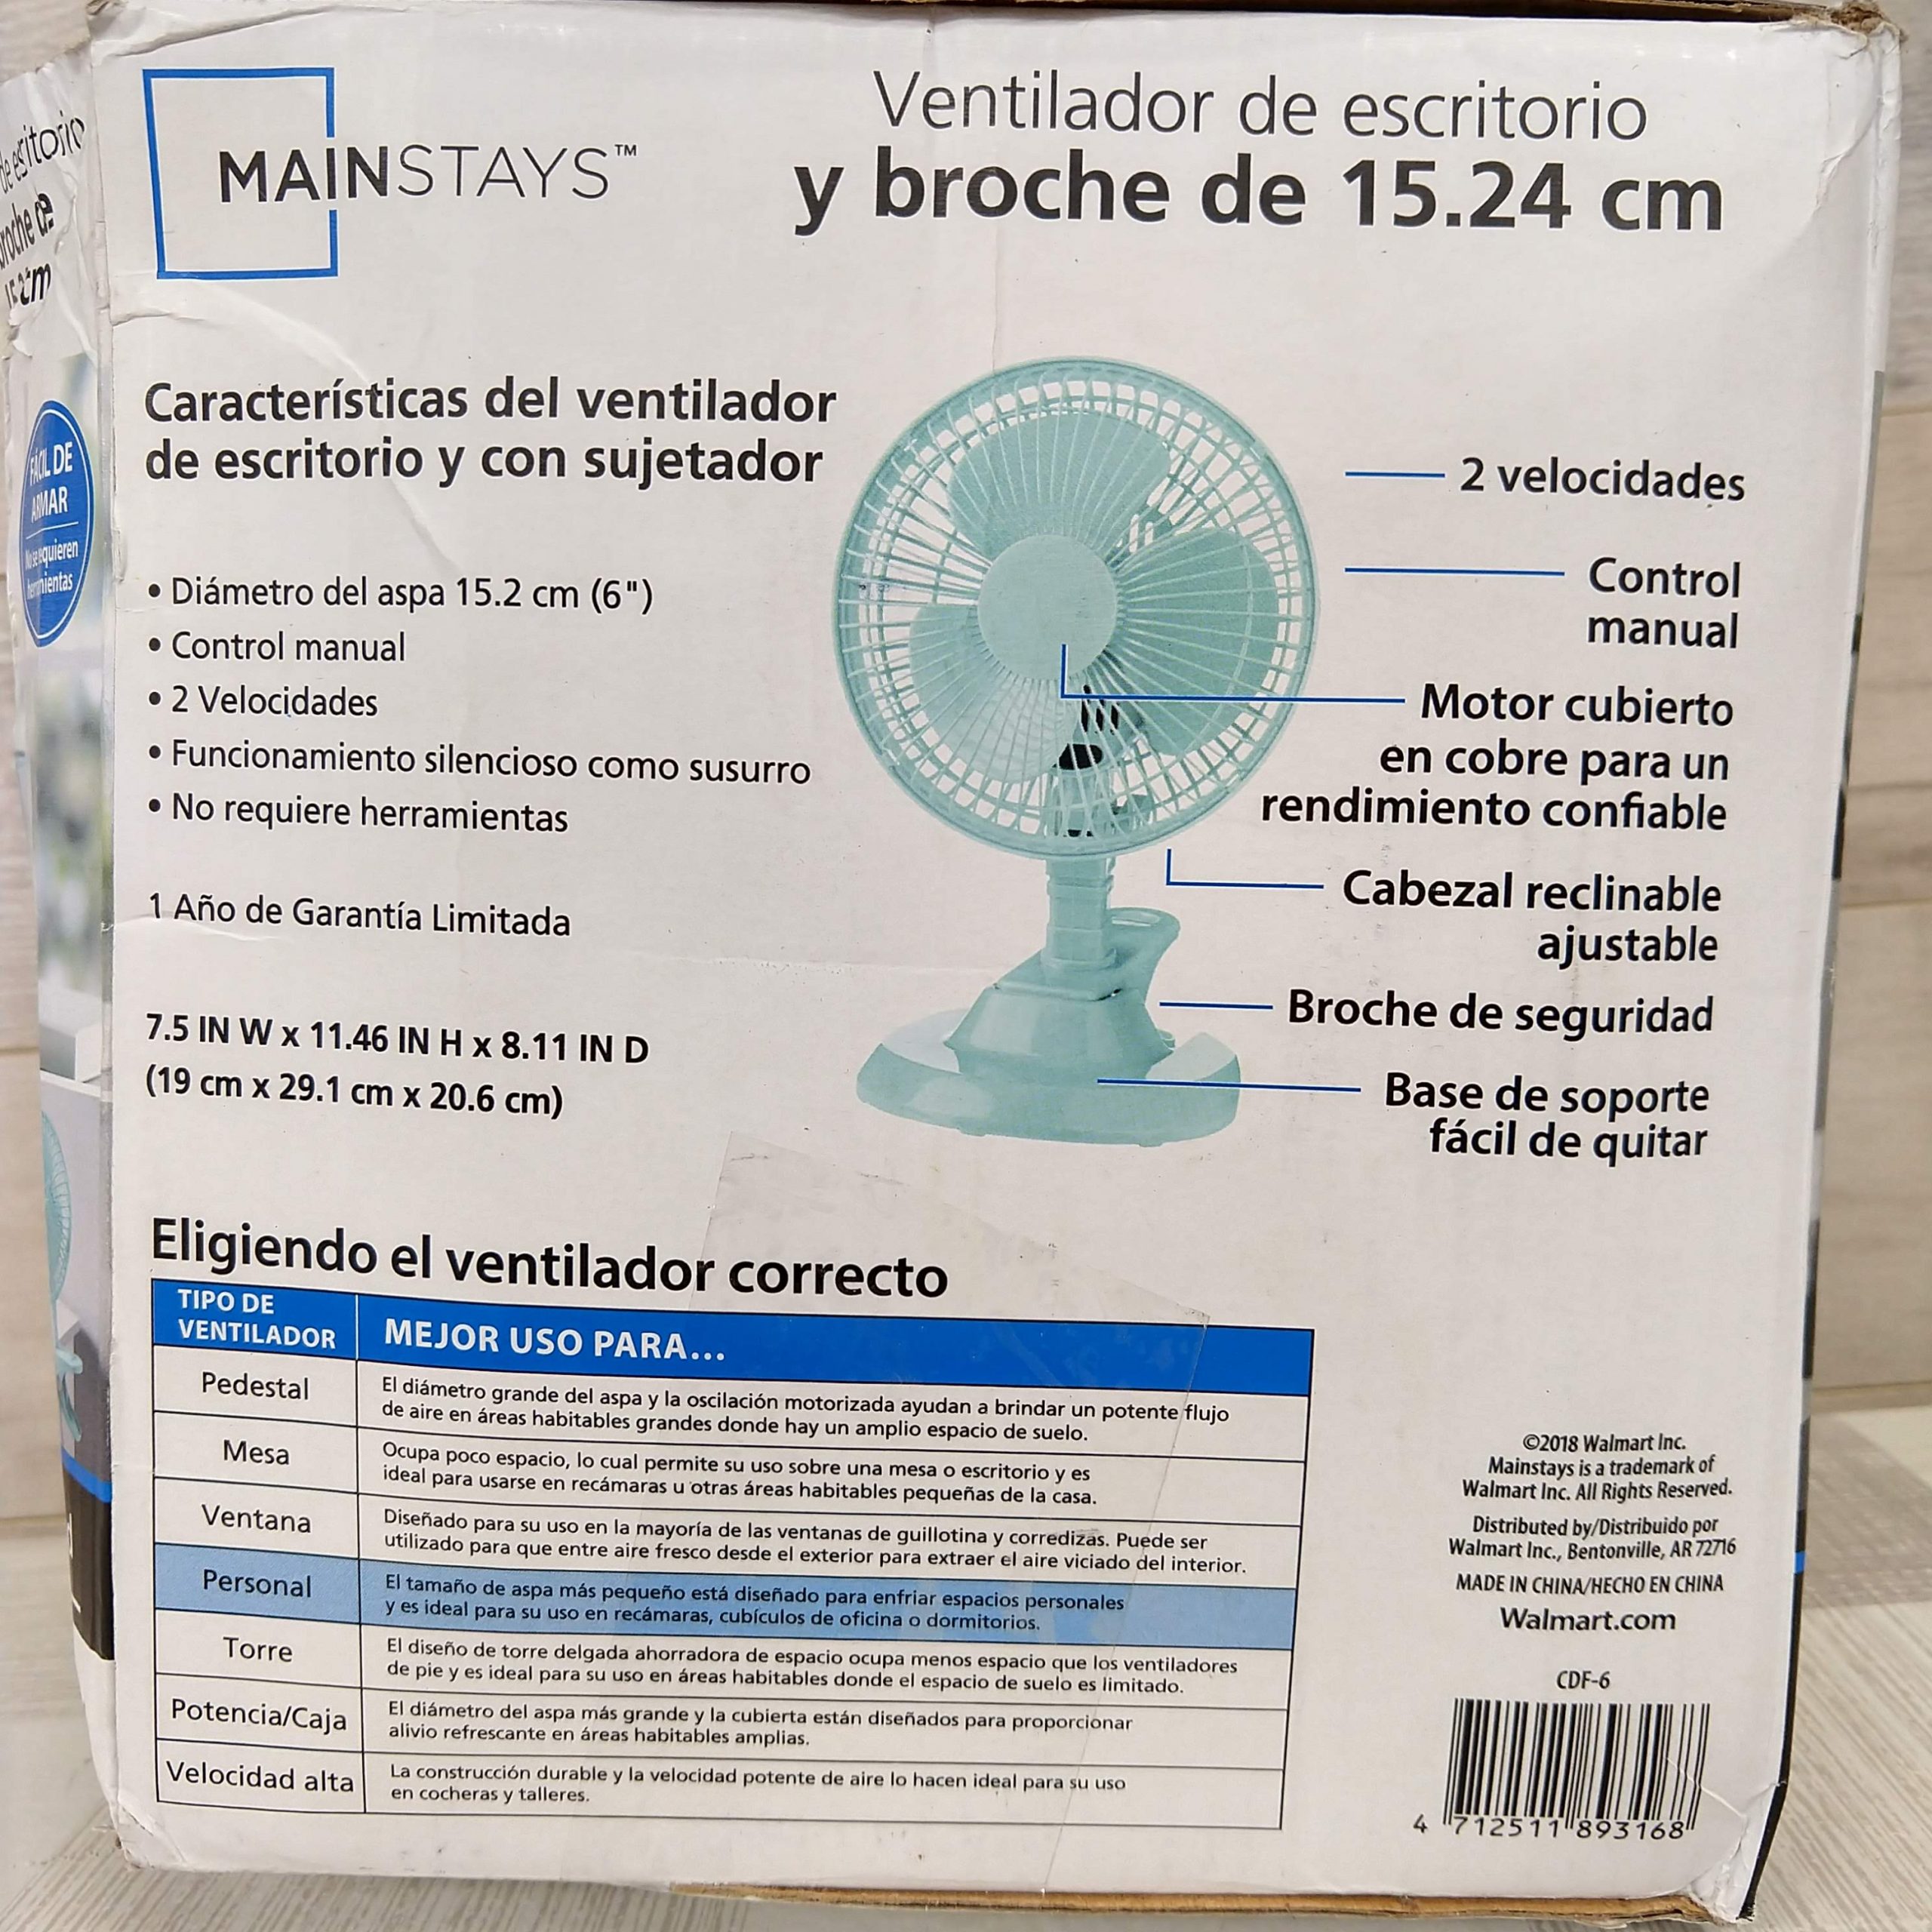 MAINSTAYS™
Ventilador de escritorio
y broche de 15.24 cm
de escritorio
broche de
cm
FÁCIL DE
ARMAR
No se requieren
herramientas
Características del ventilador
de escritorio y con sujetador
• Diámetro del aspa 15.2 cm (6")
• Control manual
• 2 Velocidades
• Funcionamiento silencioso como susurro
• No requiere herramientas
1 Año de Garantía Limitada
7.5 IN W x 11.46 IN H x 8.11 IN D
(19 cm x 29.1 cm x 20.6 cm)
2 velocidades
Control
manual
Motor cubierto
en cobre para un
rendimiento confiable
Cabezal reclinable
ajustable
Broche de seguridad
Base de soporte
fácil de quitar
Eligiendo el ventilador correcto
TIPO DE
VENTILADOR
MEJOR USO PARA...
Pedestal
El diámetro grande del aspa y la oscilación motorizada ayudan a brindar un potente flujo
de aire en áreas habitables grandes donde hay un amplio espacio de suelo.
Mesa
Ocupa poco espacio, lo cual permite su uso sobre una mesa o escritorio y es
ideal para usarse en recámaras u otras áreas habitables pequeñas de la casa.
Ventana
Diseñado para su uso en la mayoría de las ventanas de guillotina y corredizas. Puede ser
utilizado para que entre aire fresco desde el exterior para extraer el aire viciado del interior.
Personal
El tamaño de aspa más pequeño está diseñado para enfriar espacios personales
y es ideal para su uso en recámaras, cubículos de oficina o dormitorios.
Torre
El diseño de torre delgada ahorradora de espacio ocupa menos espacio que los ventiladores
de pie y es ideal para su uso en áreas habitables donde el espacio de suelo es limitado.
Potencia/Caja
El diámetro del aspa más grande y la cubierta están diseñados para proporcionar
alivio refrescante en áreas habitables amplias.
Velocidad alta
La construcción durable y la velocidad potente de aire lo hacen ideal para su uso
en cocheras y talleres.
©2018 Walmart Inc.
Mainstays is a trademark of
Walmart Inc. All Rights Reserved.
Distributed by/Distribuido por
Walmart Inc., Bentonville, AR 72716
MADE IN CHINA/HECHO EN CHINA
Walmart.com
CDF-6
4 712511 893168